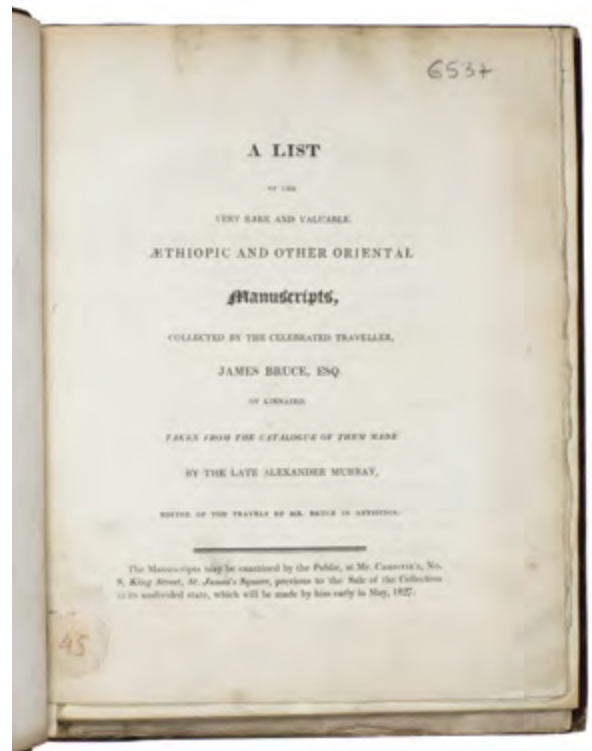 6537
A LIST
OF THE
VERY RARE AND VALUABLE
ÆTHIOPIC AND OTHER ORIENTAL
Manuscripts,
COLLECTED BY THE CELEBRATED TRAVELLER,
JAMES BRUCE, ESQ.
OF KINNAIRD.
TAKEN FROM THE CATALOGUE OF THEM MADE
BY THE LATE ALEXANDER MURRAY,
EDITOR OF THE TRAVELS OF MR. BRUCE IN ABYSSINIA.
The Manuscripts may be examined by the Public, at Mr. CHRISTIE'S, No.
8, King Street, St. James's Square, previous to the Sale of the Collection
in its undivided state, which will be made by him early in May, 1827.
45